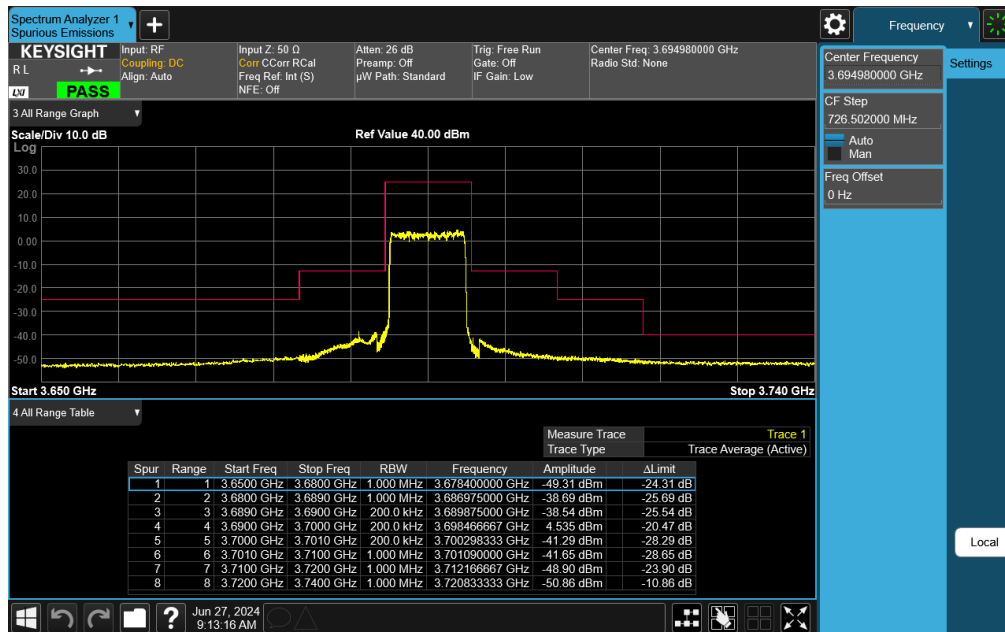 Spectrum Analyzer 1
Spurious Emissions
Frequency
KEYSIGHT
R L
LXI
PASS
Input: RF
Coupling: DC
Align: Auto
Input Z: 50 Ω
Corr CCorr RCal
Freq Ref: Int (S)
NFE: Off
Atten: 26 dB
Preamp: Off
µW Path: Standard
Trig: Free Run
Gate: Off
IF Gain: Low
Center Freq: 3.694980000 GHz
Radio Std: None
Center Frequency
3.694980000 GHz
Settings
CF Step
726.502000 MHz
Auto
Man
Freq Offset
0 Hz
Local
3 All Range Graph
Scale/Div 10.0 dB
Ref Value 40.00 dBm
Log
30.0
20.0
10.0
0.00
-10.0
-20.0
-30.0
-40.0
-50.0
Start 3.650 GHz
Stop 3.740 GHz
4 All Range Table
Measure Trace Trace 1
Trace Type Trace Average (Active)
Spur Range Start Freq Stop Freq RBW Frequency Amplitude ΔLimit
1 1 3.6500 GHz 3.6800 GHz 1.000 MHz 3.678400000 GHz -49.31 dBm -24.31 dB
2 2 3.6800 GHz 3.6890 GHz 1.000 MHz 3.686975000 GHz -38.69 dBm -25.69 dB
3 3 3.6890 GHz 3.6900 GHz 200.0 kHz 3.689875000 GHz -38.54 dBm -25.54 dB
4 4 3.6900 GHz 3.7000 GHz 200.0 kHz 3.698466667 GHz 4.535 dBm -20.47 dB
5 5 3.7000 GHz 3.7010 GHz 200.0 kHz 3.700298333 GHz -41.29 dBm -28.29 dB
6 6 3.7010 GHz 3.7100 GHz 1.000 MHz 3.701090000 GHz -41.65 dBm -28.65 dB
7 7 3.7100 GHz 3.7200 GHz 1.000 MHz 3.712166667 GHz -48.90 dBm -23.90 dB
8 8 3.7200 GHz 3.7400 GHz 1.000 MHz 3.720833333 GHz -50.86 dBm -10.86 dB
?
Jun 27, 2024
9:13:16 AM